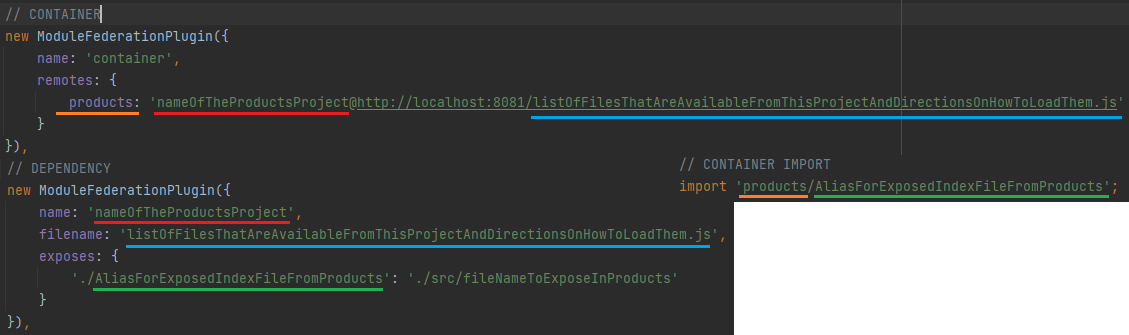 // CONTAINER
new ModuleFederationPlugin({
name: 'container',
remotes: {
products: 'nameOfTheProductsProject@http://localhost:8081/listOfFilesThatAreAvailableFromThisProjectAndDirectionsOnHowToLoadThem.js'
}
}),
// DEPENDENCY
new ModuleFederationPlugin({
name: 'nameOfTheProductsProject',
filename: 'listOfFilesThatAreAvailableFromThisProjectAndDirectionsOnHowToLoadThem.js',
exposes: {
'./AliasForExposedIndexFileFromProducts': './src/fileNameToExposeInProducts'
}
}),
// CONTAINER IMPORT
import 'products/AliasForExposedIndexFileFromProducts';